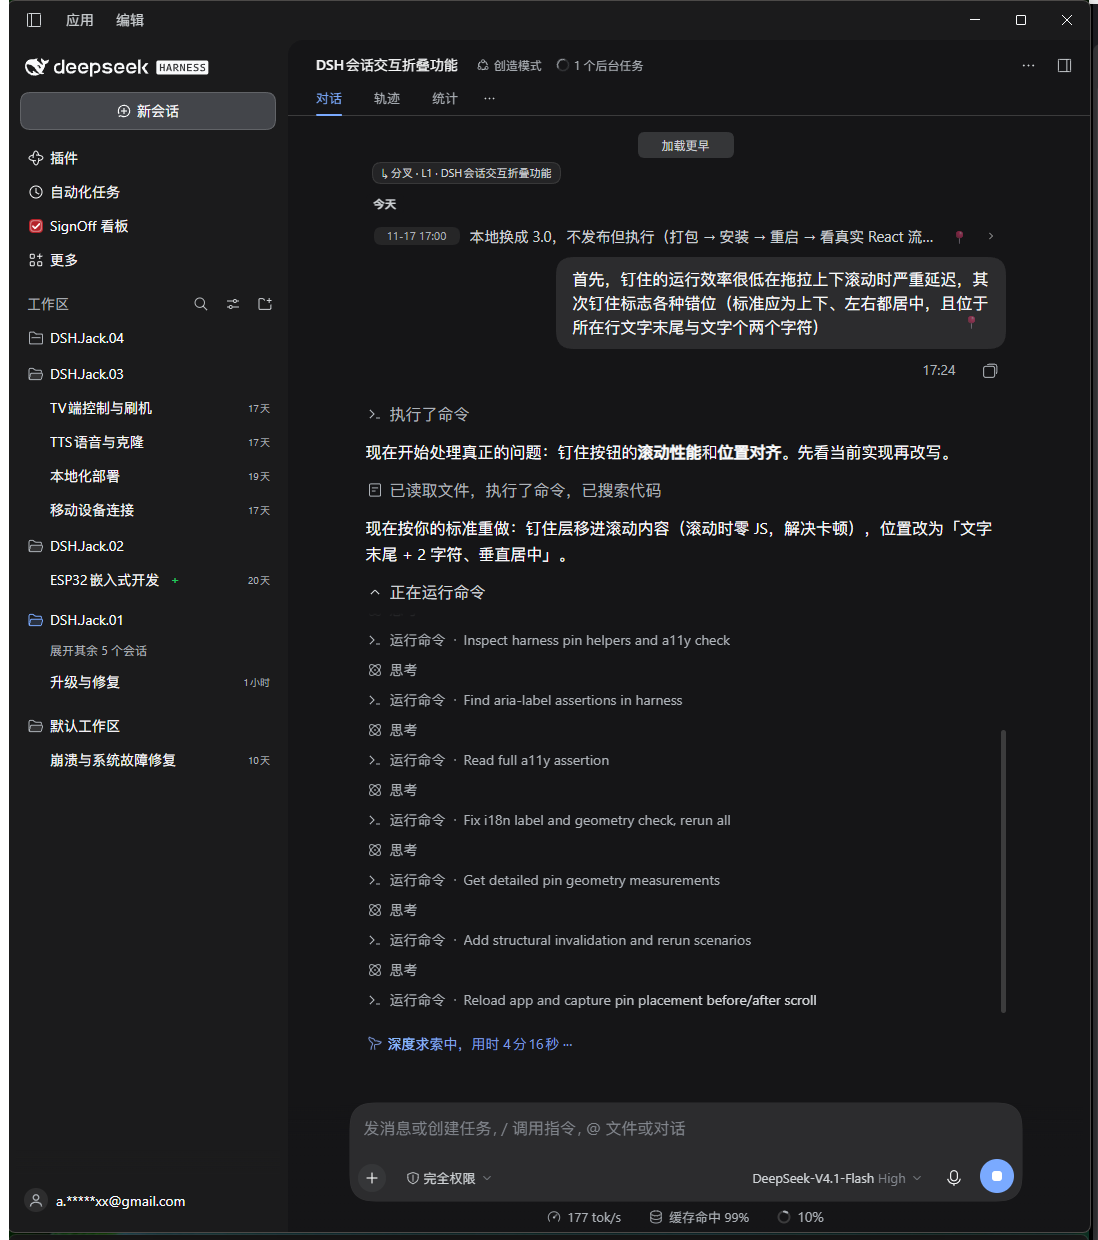 应用 编辑
deepseek HARNESS
新会话
插件
自动化任务
SignOff 看板
更多
工作区
DSH.Jack.04
DSH.Jack.03
TV端控制与刷机 17天
TTS语音与克隆 17天
本地化部署 19天
移动设备连接 17天
DSH.Jack.02
ESP32嵌入式开发 + 20天
DSH.Jack.01
展开其余 5 个会话
升级与修复 1小时
默认工作区
崩溃与系统故障修复 10天
a.*****xx@gmail.com
DSH会话交互折叠功能 创造模式 1 个后台任务
对话 轨迹 统计 ···
加载更早
↳ 分叉 · L1 · DSH会话交互折叠功能
今天
11-17 17:00 本地换成 3.0，不发布但执行（打包 → 安装 → 重启 → 看真实 React 流...
首先，钉住的运行效率很低在拖拉上下滚动时严重延迟，其
次钉住标志各种错位（标准应为上下、左右都居中，且位于
所在行文字末尾与文字个两个字符）
17:24
执行了命令
现在开始处理真正的问题：钉住按钮的滚动性能和位置对齐。先看当前实现再改写。
已读取文件，执行了命令，已搜索代码
现在按你的标准重做：钉住层移进滚动内容（滚动时零 JS，解决卡顿），位置改为「文字
末尾 + 2 字符、垂直居中」。
正在运行命令
运行命令 · Inspect harness pin helpers and a11y check
思考
运行命令 · Find aria-label assertions in harness
思考
运行命令 · Read full a11y assertion
思考
运行命令 · Fix i18n label and geometry check, rerun all
思考
运行命令 · Get detailed pin geometry measurements
思考
运行命令 · Add structural invalidation and rerun scenarios
思考
运行命令 · Reload app and capture pin placement before/after scroll
深度求索中，用时 4分16秒 ···
发消息或创建任务, / 调用指令, @ 文件或对话
完全权限 DeepSeek-V4.1-Flash High
177 tok/s 缓存命中 99% 10%